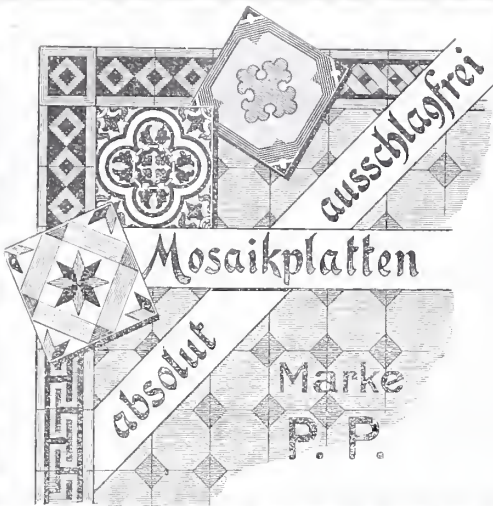 absolut
ausschlagfrei
Mosaikplatten
Marke
P. P.